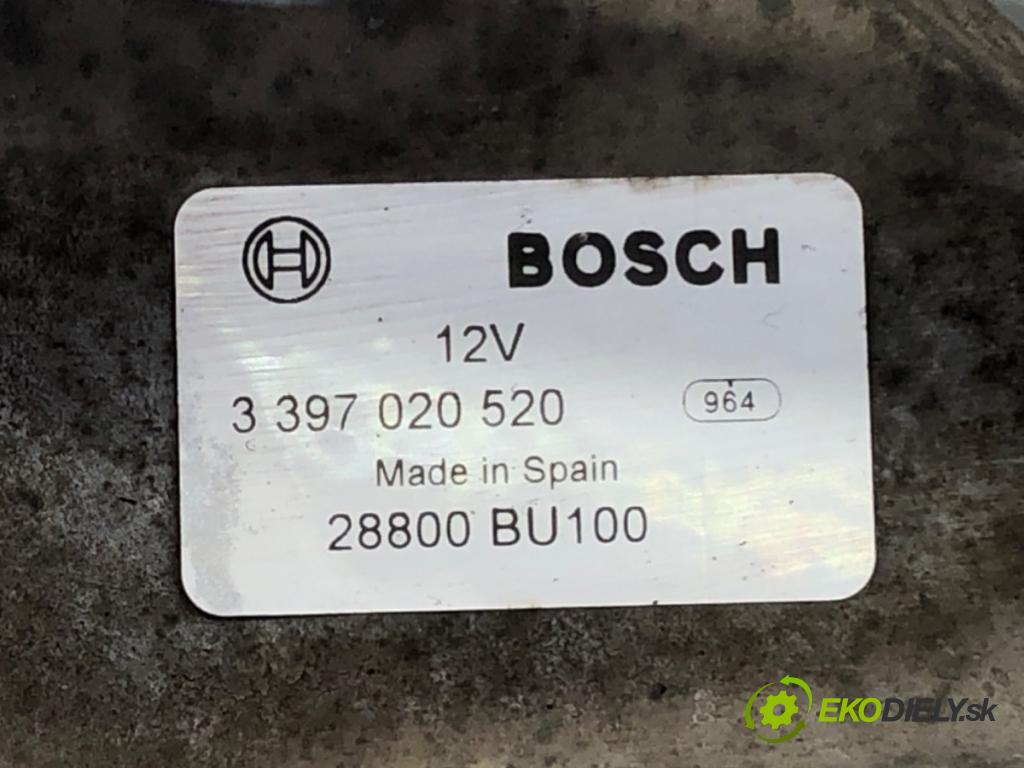 BOSCH
12V
3 397 020 520 964
Made in Spain
28800 BU100
EKODIELY.sk